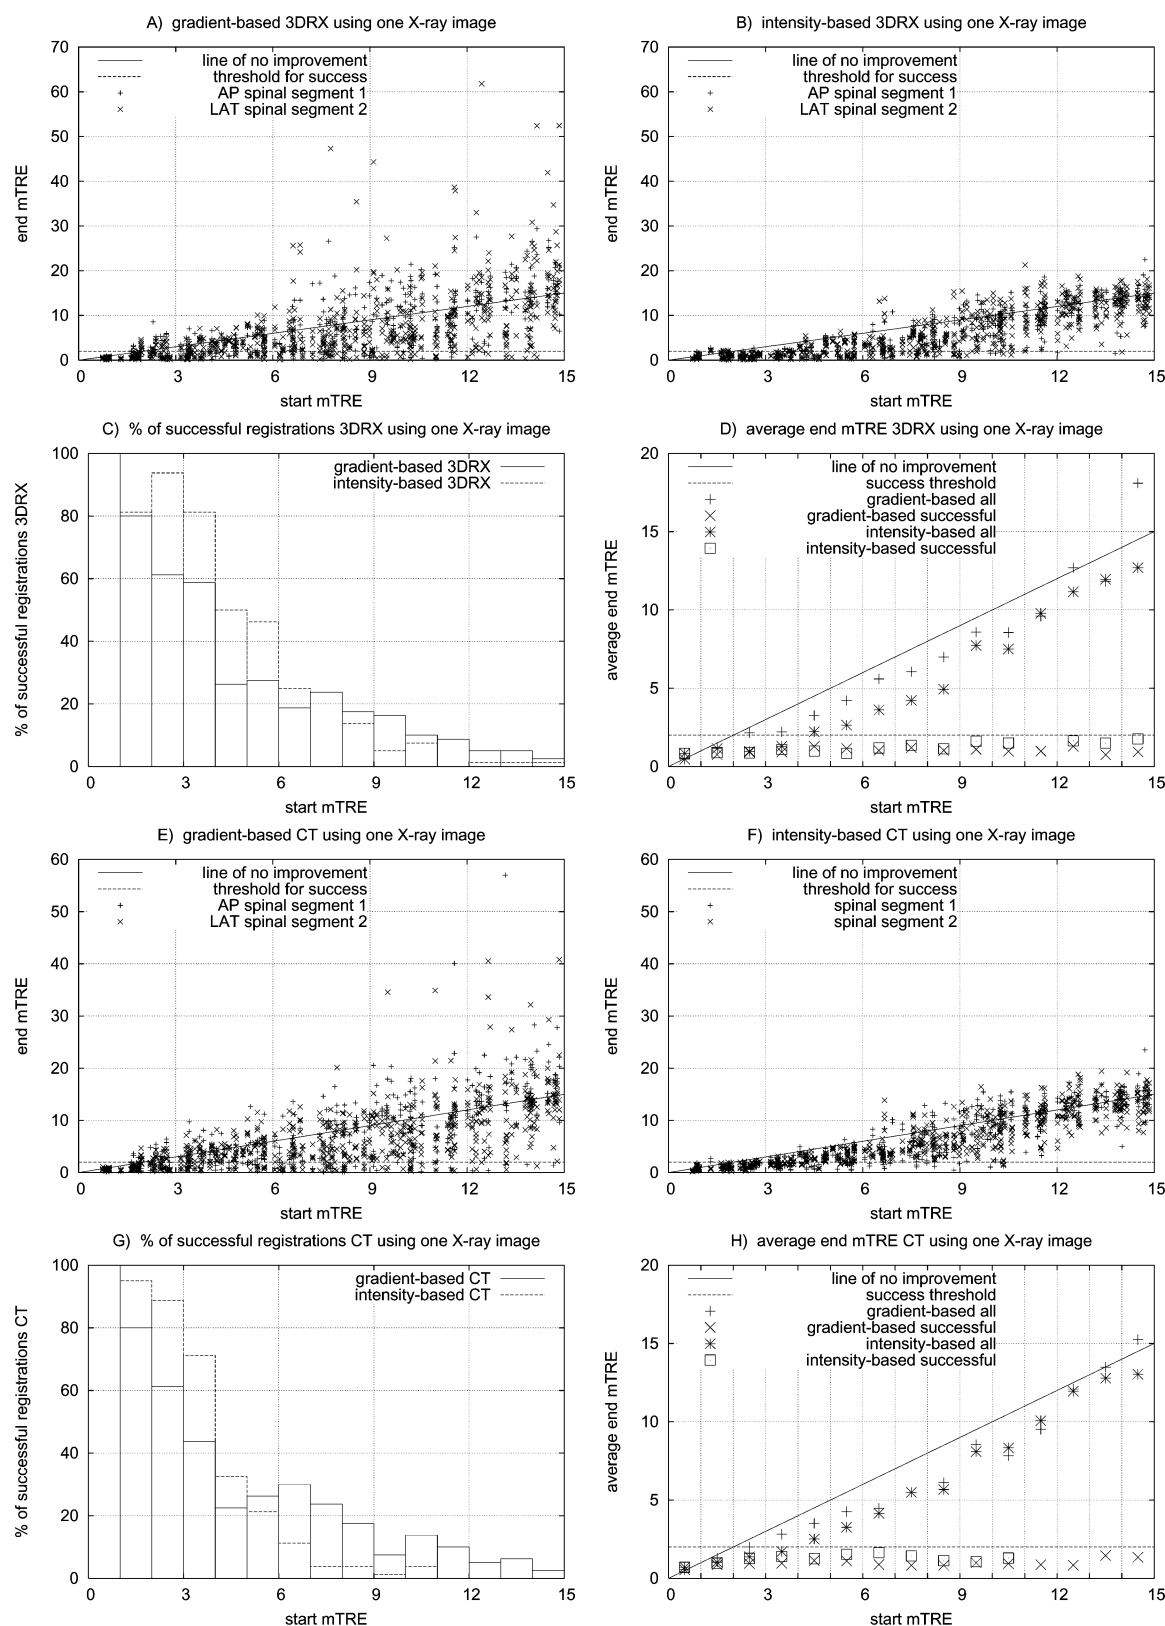 A) gradient-based 3DRX using one X-ray image
70
60
50
40
30
20
10
0
end mTRE
line of no improvement
threshold for success
AP spinal segment 1
LAT spinal segment 2
0 3 6 9 12 15
start mTRE
B) intensity-based 3DRX using one X-ray image
70
60
50
40
30
20
10
0
end mTRE
line of no improvement
threshold for success
AP spinal segment 1
LAT spinal segment 2
0 3 6 9 12 15
start mTRE
C) % of successful registrations 3DRX using one X-ray image
100
80
60
40
20
0
% of successful registrations 3DRX
gradient-based 3DRX
intensity-based 3DRX
0 3 6 9 12 15
start mTRE
D) average end mTRE 3DRX using one X-ray image
20
15
10
5
0
average end mTRE
line of no improvement
success threshold
gradient-based all
gradient-based successful
intensity-based all
intensity-based successful
0 3 6 9 12 15
start mTRE
E) gradient-based CT using one X-ray image
60
50
40
30
20
10
0
end mTRE
line of no improvement
threshold for success
AP spinal segment 1
LAT spinal segment 2
0 3 6 9 12 15
start mTRE
F) intensity-based CT using one X-ray image
60
50
40
30
20
10
0
end mTRE
line of no improvement
threshold for success
spinal segment 1
spinal segment 2
0 3 6 9 12 15
start mTRE
G) % of successful registrations CT using one X-ray image
100
80
60
40
20
0
% of successful registrations CT
gradient-based CT
intensity-based CT
0 3 6 9 12 15
start mTRE
H) average end mTRE CT using one X-ray image
20
15
10
5
0
average end mTRE
line of no improvement
success threshold
gradient-based all
gradient-based successful
intensity-based all
intensity-based successful
0 3 6 9 12 15
start mTRE